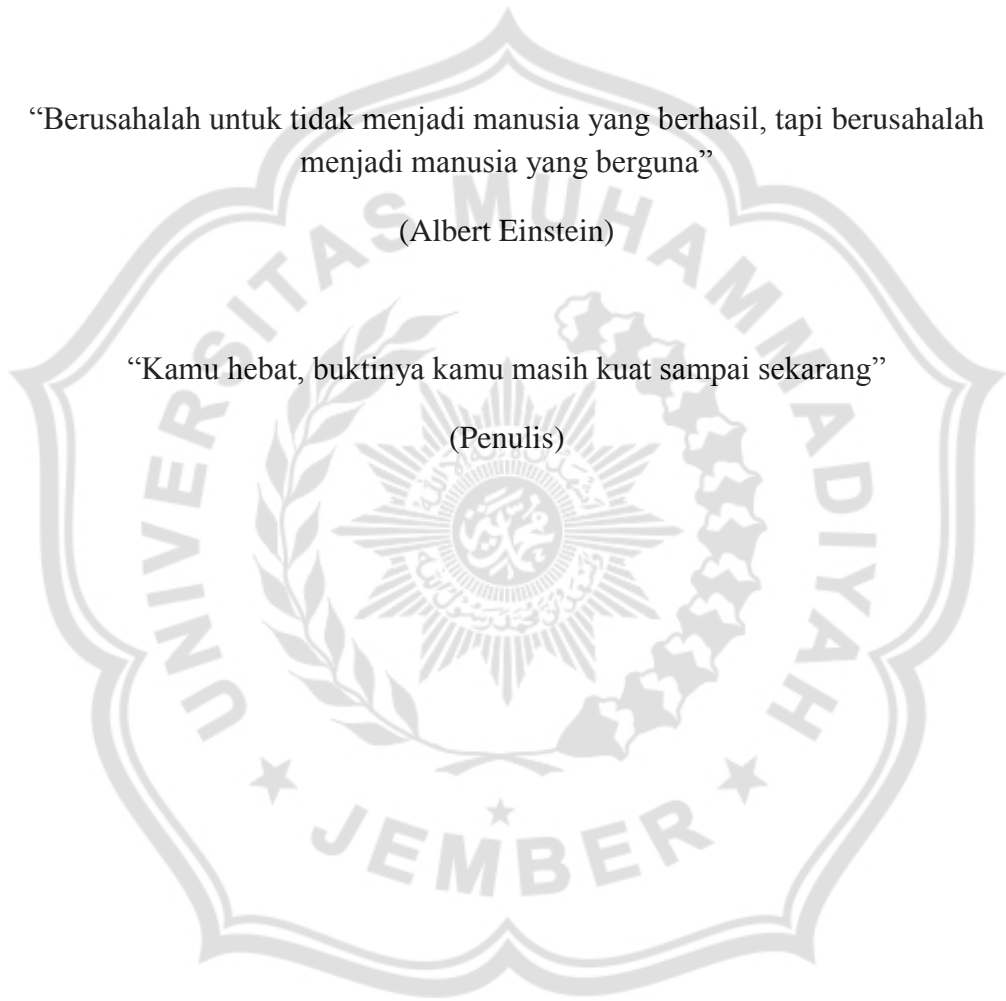 “Berusahalah untuk tidak menjadi manusia yang berhasil, tapi berusahalah
menjadi manusia yang berguna”
(Albert Einstein)
“Kamu hebat, buktinya kamu masih kuat sampai sekarang”
(Penulis)
UNIVERSITAS MUHAMMADIYAH
JEMBER